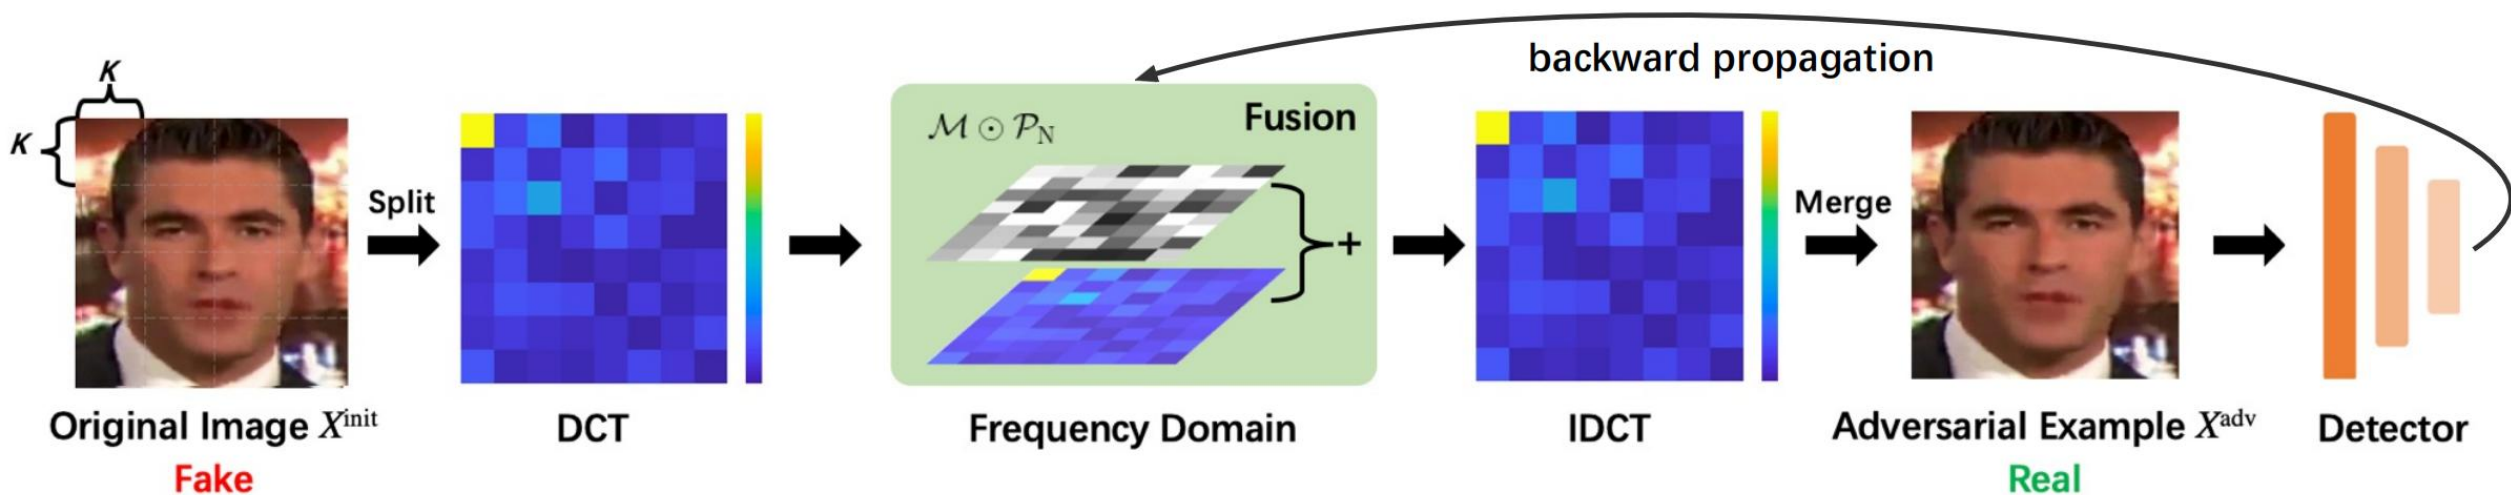 backward propagation
K
K
Split
M ⊙ P_N
Fusion
+
Merge
Original Image X^init
DCT
Frequency Domain
IDCT
Adversarial Example X^adv
Detector
Fake
Real